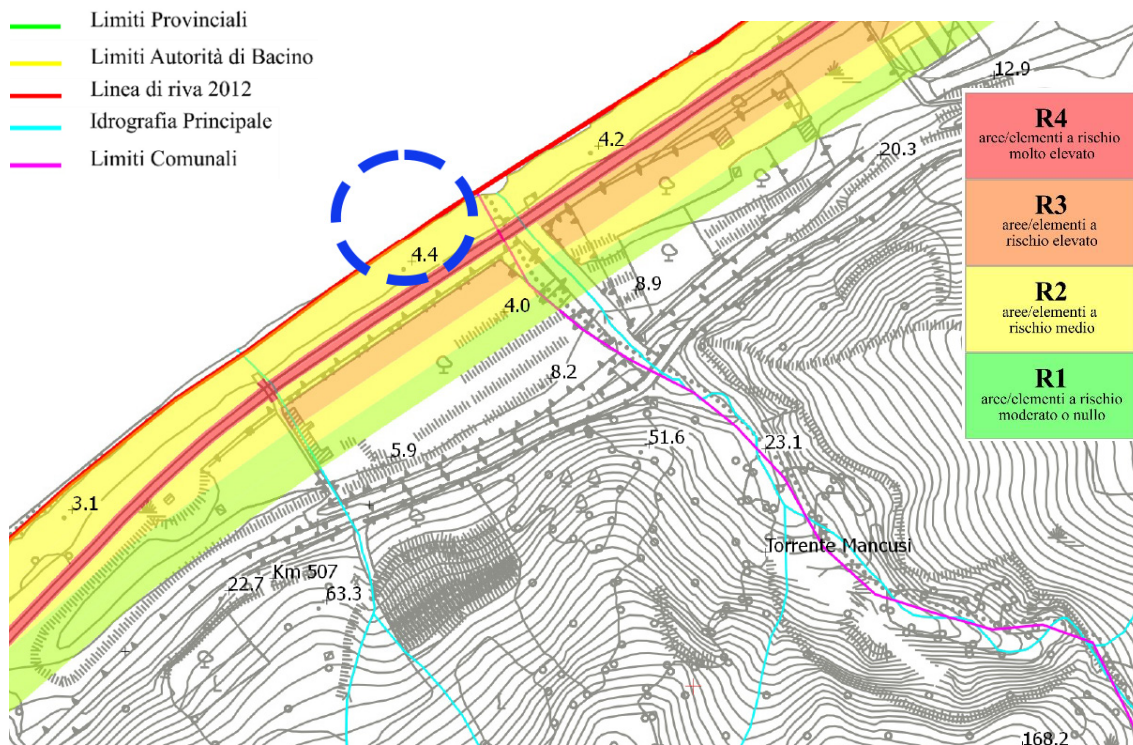 Limiti Provinciali
Limiti Autorità di Bacino
Linea di riva 2012
Idrografia Principale
Limiti Comunali
12.9
4.2
20.3
R4
aree/elementi a rischio
molto elevato
R3
aree/elementi a
rischio elevato
R2
aree/elementi a
rischio medio
R1
aree/elementi a rischio
moderato o nullo
4.4
8.9
4.0
8.2
5.9
51.6
23.1
3.1
Torrente Mancusi
Km 507
22.7
63.3
168.2